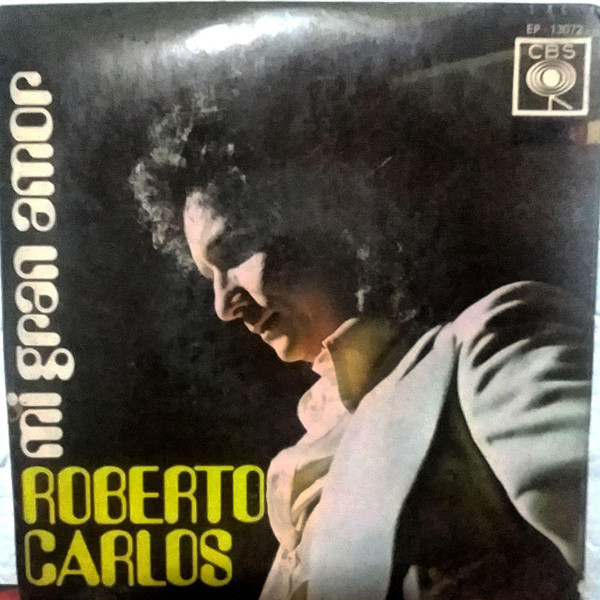 EP - 13072
CBS
mi gran amor
ROBERTO
CARLOS